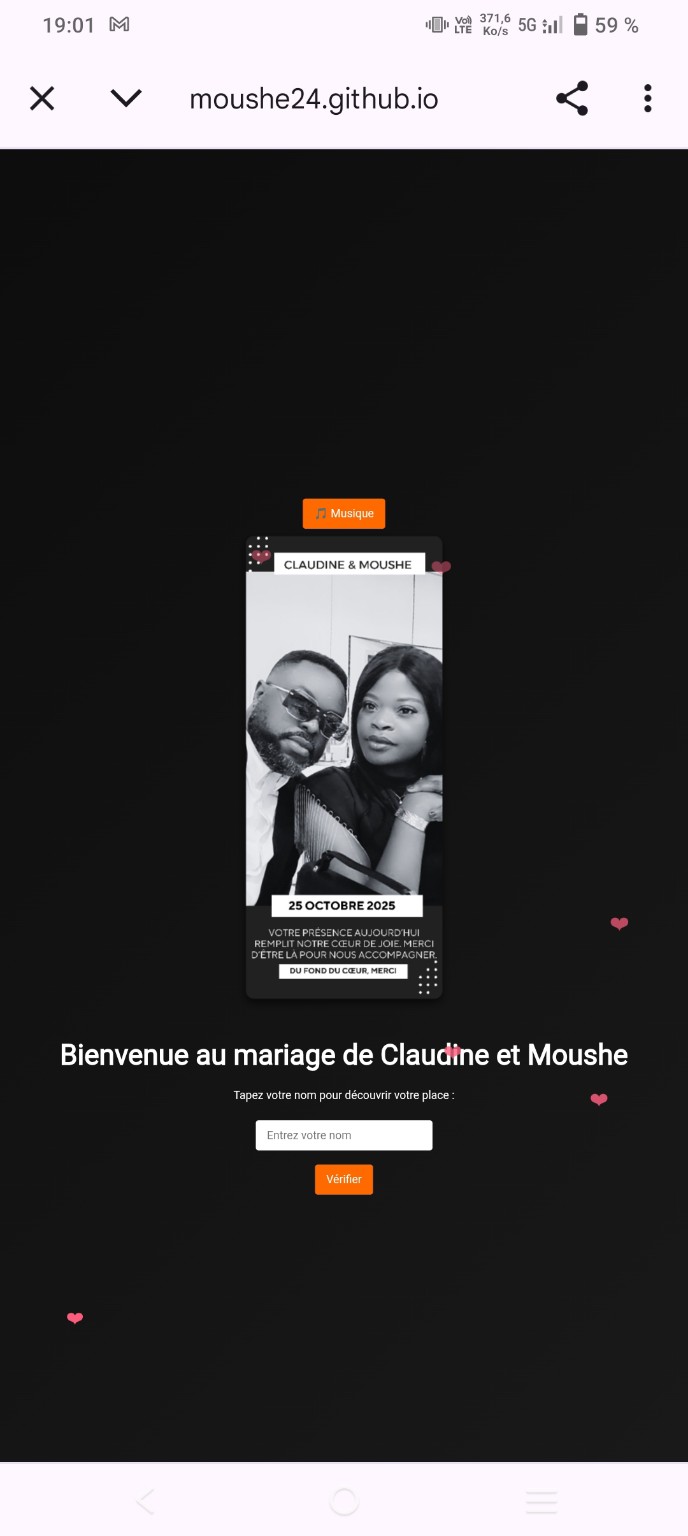 19:01
Vo) LTE 371,6 Ko/s 5G 59 %
moushe24.github.io
Musique
CLAUDINE & MOUSHE
25 OCTOBRE 2025
VOTRE PRÉSENCE AUJOURD'HUI
REMPLIT NOTRE CŒUR DE JOIE. MERCI
D'ÊTRE LÀ POUR NOUS ACCOMPAGNER.
DU FOND DU CŒUR, MERCI
Bienvenue au mariage de Claudine et Moushe
Tapez votre nom pour découvrir votre place :
Entrez votre nom
Vérifier